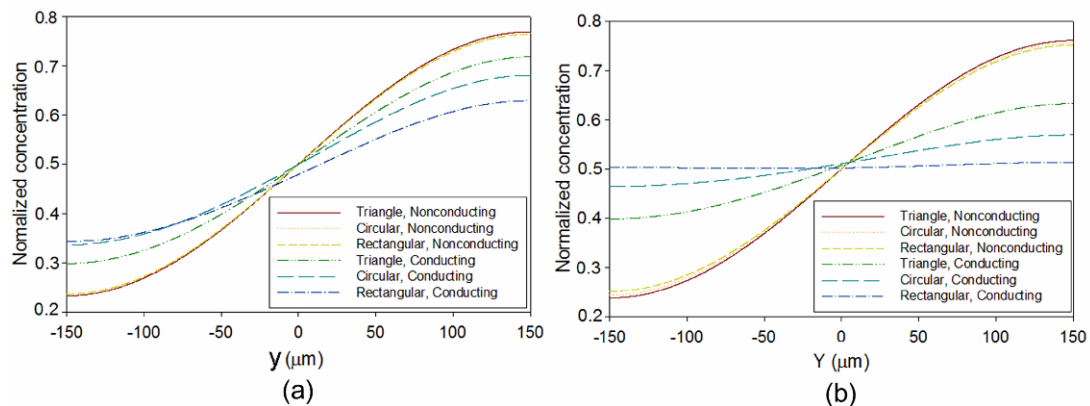 0.8
0.7
0.6
0.5
0.4
0.3
0.2
Nomalized concentration
Triangle, Nonconducting
Circular, Nonconducting
Rectangular, Nonconducting
Triangle, Conducting
Circular, Conducting
Rectangular, Conducting
-150 -100 -50 0 50 100 150
y (μm)
(a)
0.8
0.7
0.6
0.5
0.4
0.3
0.2
Normalized concentration
Triangle, Nonconducting
Circular, Nonconducting
Rectangular, Nonconducting
Triangle, Conducting
Circular, Conducting
Rectangular, Conducting
-150 -100 -50 0 50 100 150
Y (μm)
(b)